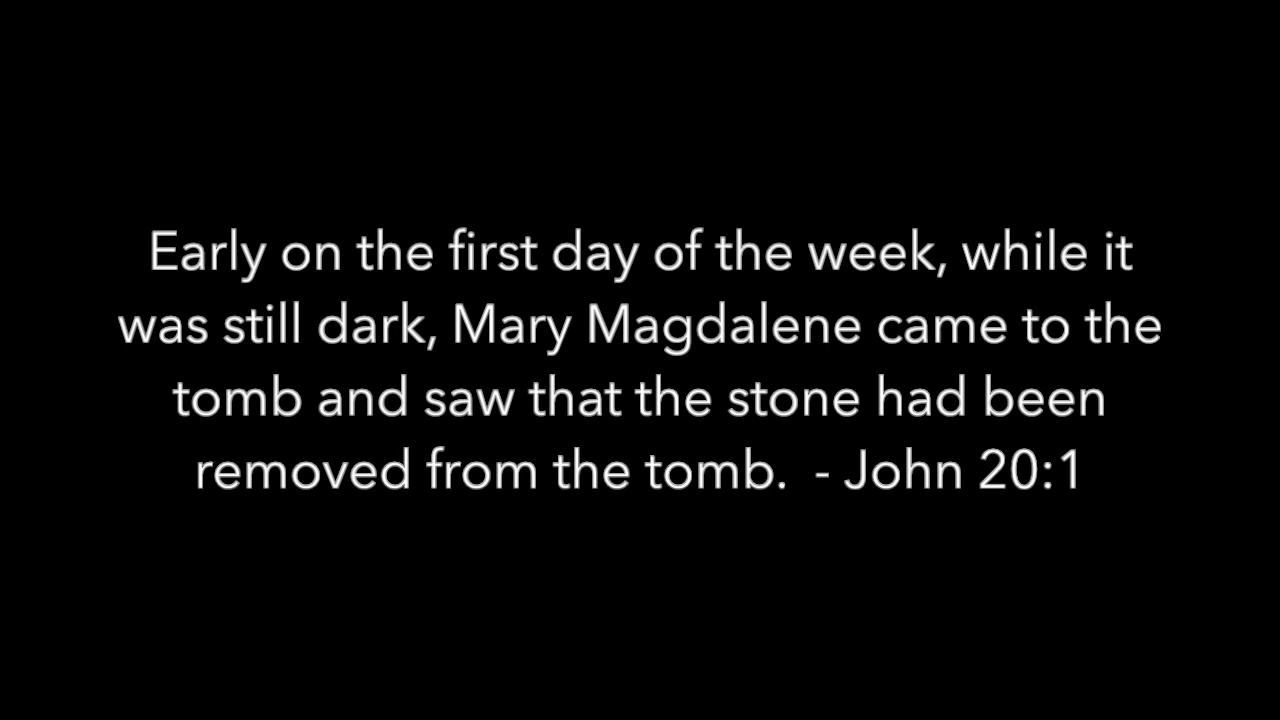 Early on the first day of the week, while it
was still dark, Mary Magdalene came to the
tomb and saw that the stone had been
removed from the tomb.  - John 20:1